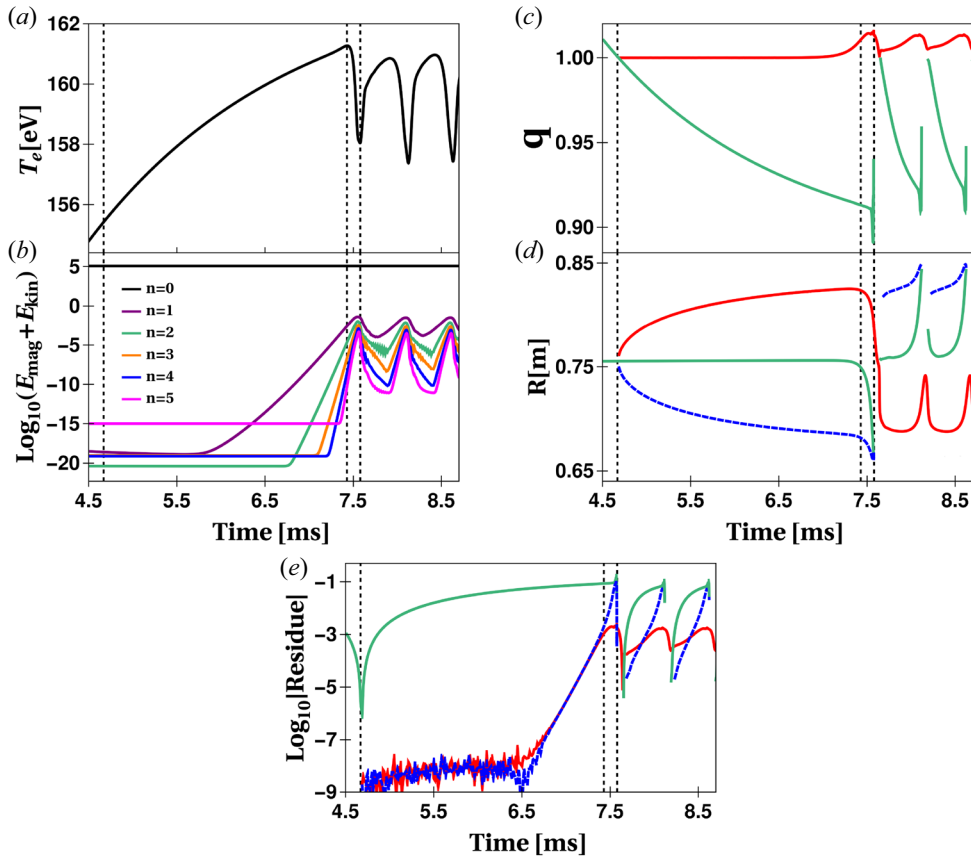 (a)
162
160
158
156
T_e[eV]
(b)
5
0
−5
−10
−15
−20
Log10(Emag+Ekin)
n=0
n=1
n=2
n=3
n=4
n=5
4.5 5.5 6.5 7.5 8.5
Time [ms]
(c)
1.00
0.95
0.90
q
(d)
0.85
0.75
0.65
R[m]
4.5 5.5 6.5 7.5 8.5
Time [ms]
(e)
−1
−3
−5
−7
−9
Log10|Residue|
4.5 5.5 6.5 7.5 8.5
Time [ms]